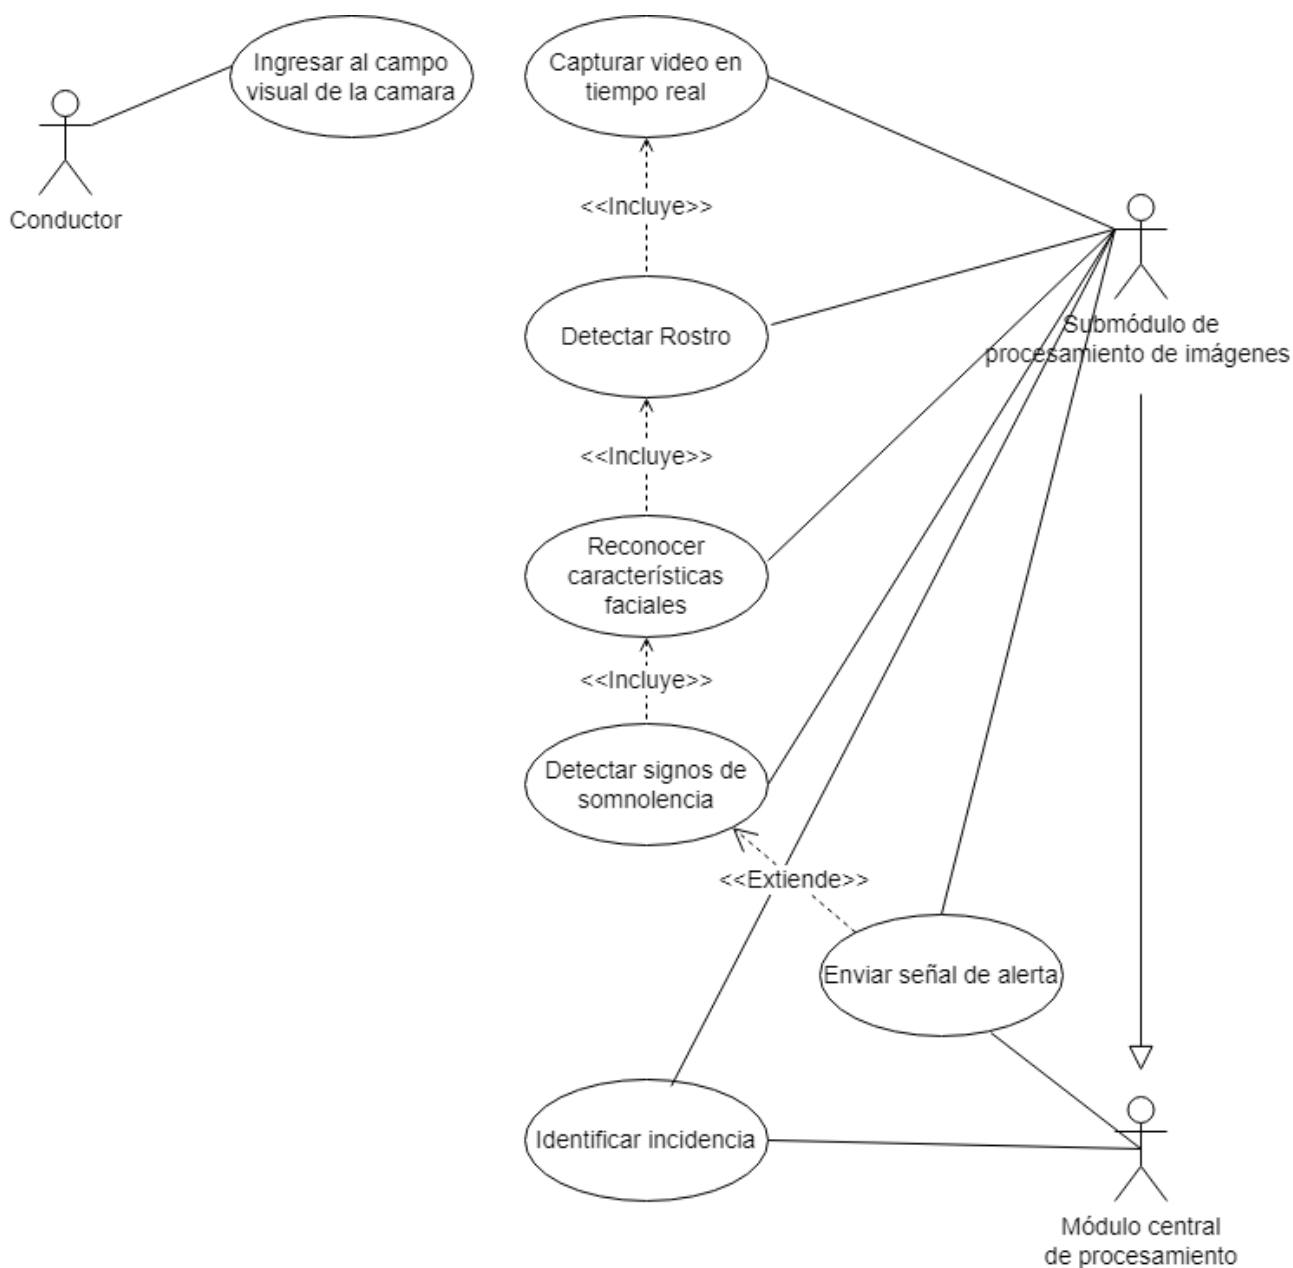 Ingresar al campo
visual de la camara
Capturar video en
tiempo real
Conductor
<<Incluye>>
Submódulo de
procesamiento de imágenes
Detectar Rostro
<<Incluye>>
Reconocer
características
faciales
<<Incluye>>
Detectar signos de
somnolencia
<<Extiende>>
Enviar señal de alerta
Identificar incidencia
Módulo central
de procesamiento